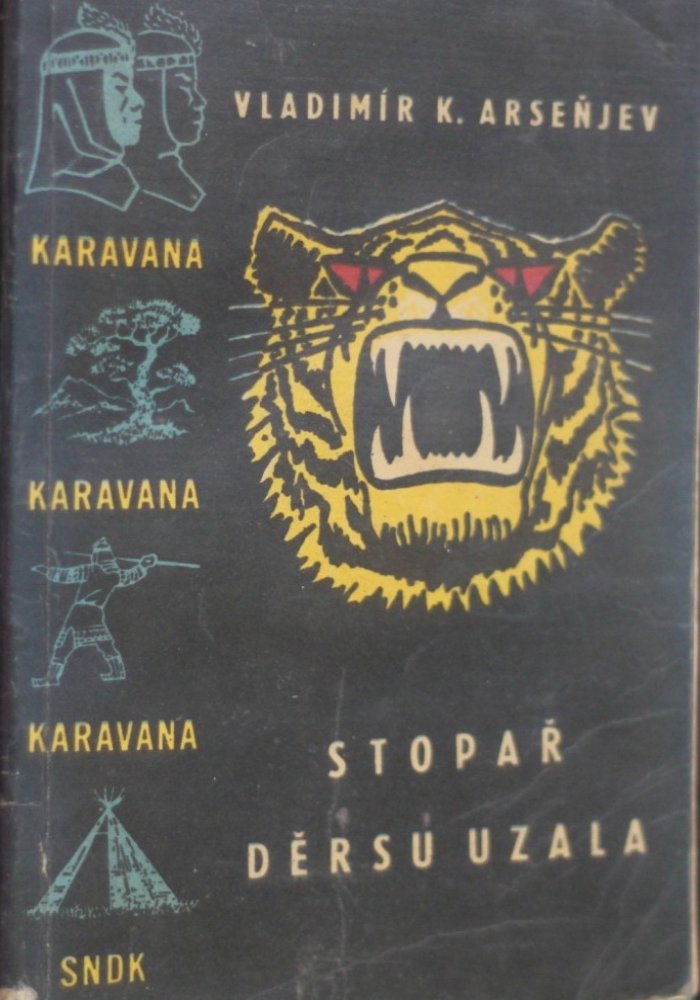 VLADIMÍR K. ARSEŇJEV
KARAVANA
KARAVANA
KARAVANA
SNDK
STOPAŘ
DĚRSU UZALA